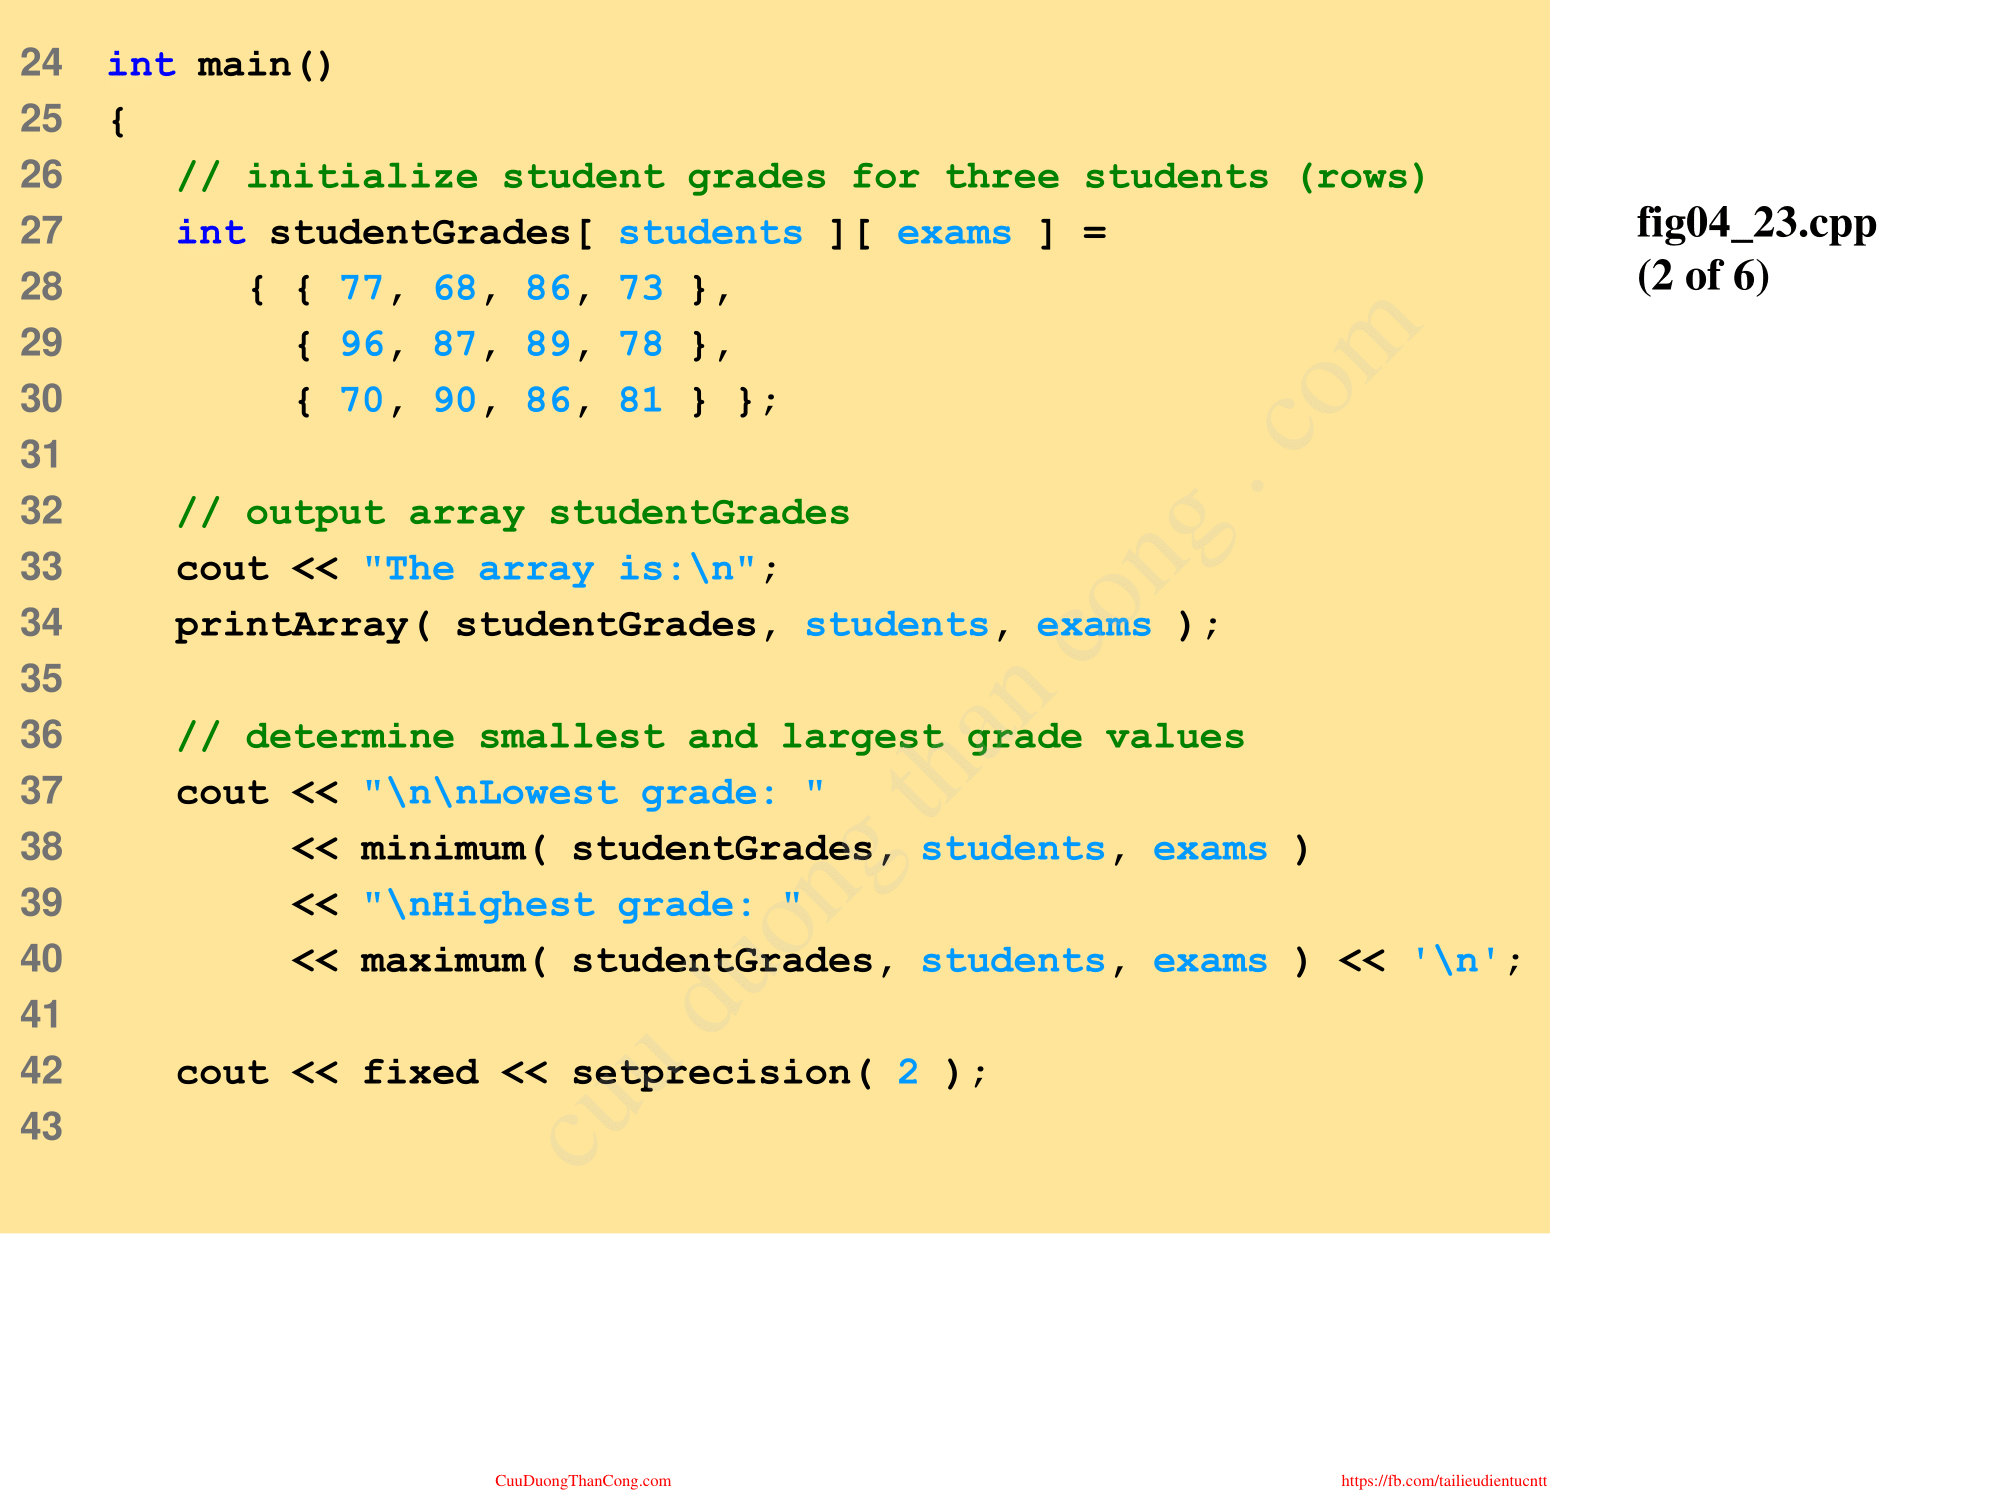 24 int main()
25 {
26 // initialize student grades for three students (rows)
27 int studentGrades[ students ][ exams ] =
28 { { 77, 68, 86, 73 },
29 { 96, 87, 89, 78 },
30 { 70, 90, 86, 81 } };
31
32 // output array studentGrades
33 cout << "The array is:\n";
34 printArray( studentGrades, students, exams );
35
36 // determine smallest and largest grade values
37 cout << "\n\nLowest grade: "
38 << minimum( studentGrades, students, exams )
39 << "\nHighest grade: "
40 << maximum( studentGrades, students, exams ) << '\n';
41
42 cout << fixed << setprecision( 2 );
43
fig04_23.cpp
(2 of 6)
cuu duong than cong . com
CuuDuongThanCong.com
https://fb.com/tailieudientucntt